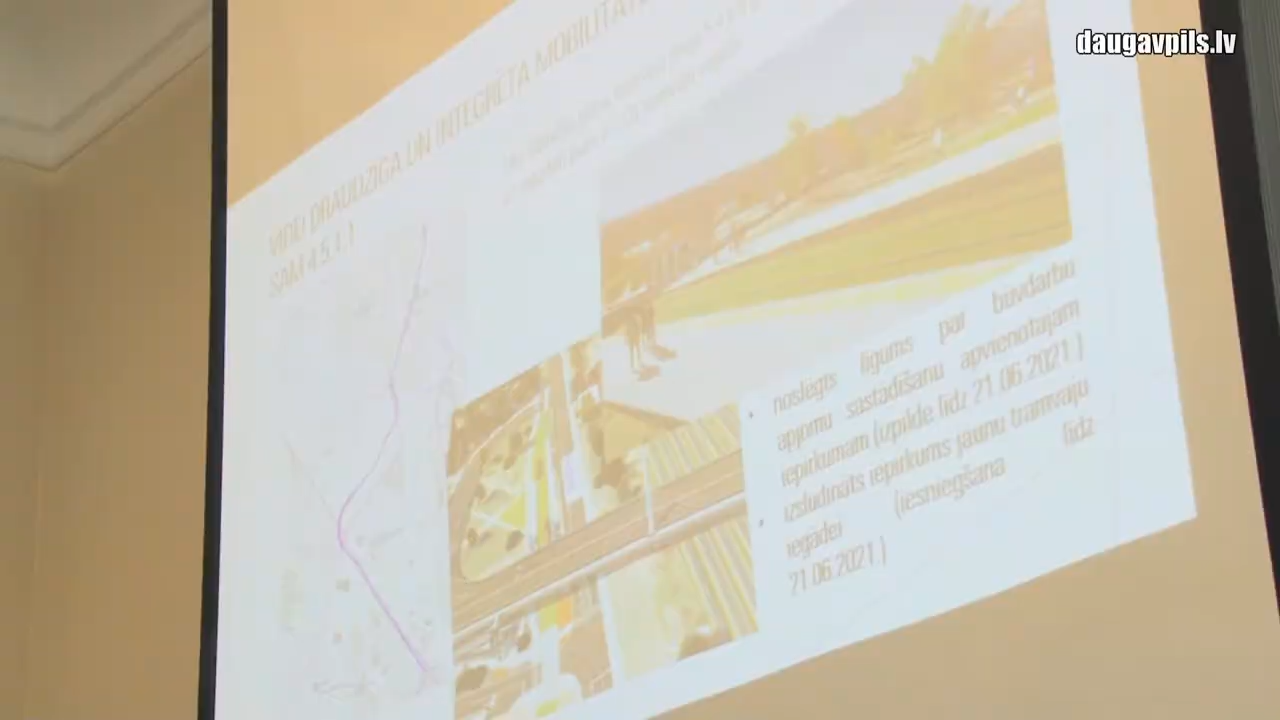 daugavpils.lv
VIDEI DRAUDZĪGA UN INTEGRĒTA MOBILITĀTE
SAM 4.5.1.1
noslēgts līgums par būvdarbu
apjomu sastādīšanu apvienotajam
iepirkumam (izpilde līdz 21.06.2021.)
izsludināts iepirkums jaunu tramvaju
iegādei (iesniegšana līdz
21.06.2021.)